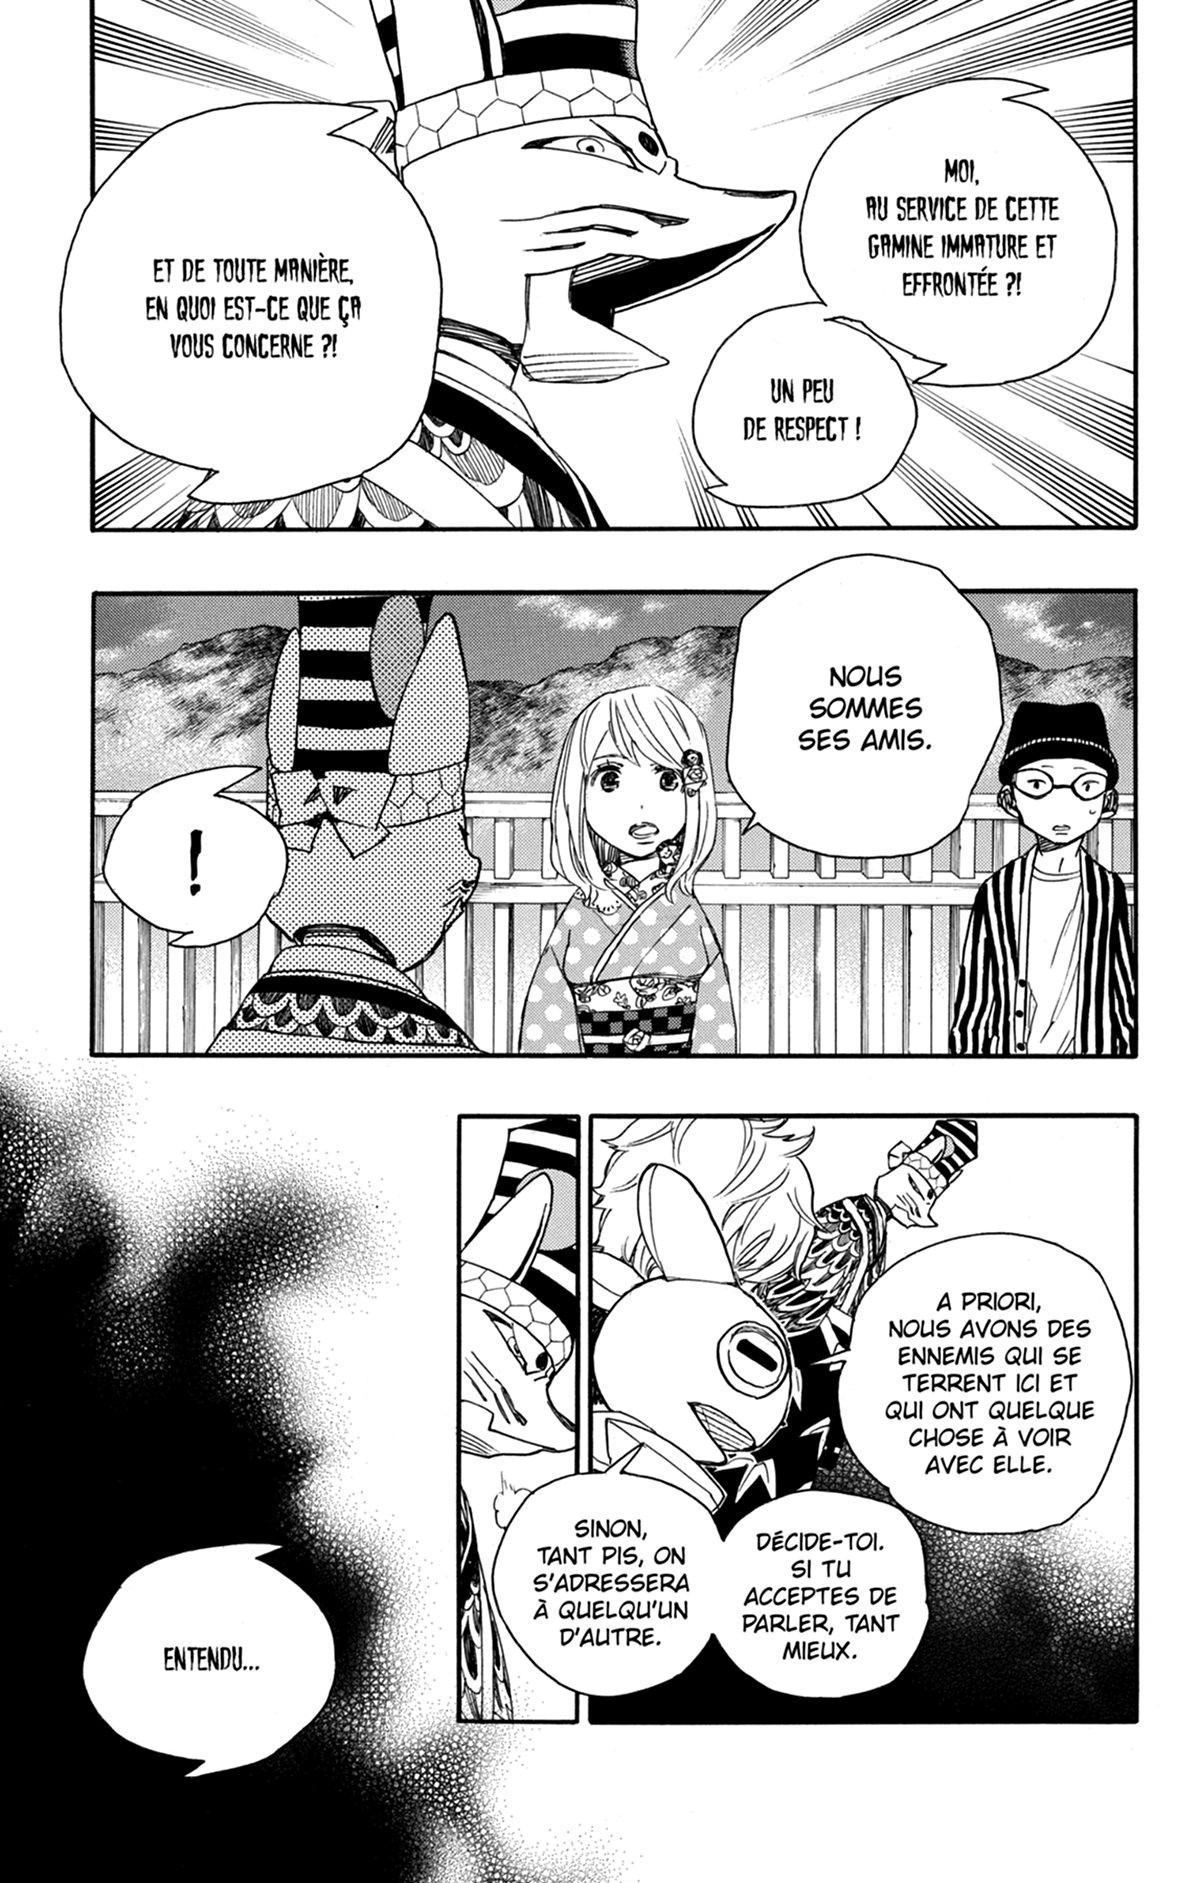 MOI,
AU SERVICE DE CETTE
GAMINE IMMATURE ET
EFFRONTÉE ?!
UN PEU
DE RESPECT !
ET DE TOUTE MANIÈRE,
EN QUOI EST-CE QUE ÇA
VOUS CONCERNE ?!
NOUS
SOMMES
SES AMIS.
!
A PRIORI,
NOUS AVONS DES
ENNEMIS QUI SE
TERRENT ICI ET
QUI ONT QUELQUE
CHOSE À VOIR
AVEC ELLE.
DÉCIDE-TOI.
SI TU
ACCEPTES DE
PARLER, TANT
MIEUX.
SINON,
TANT PIS, ON
S'ADRESSERA
À QUELQU'UN
D'AUTRE.
ENTENDU...